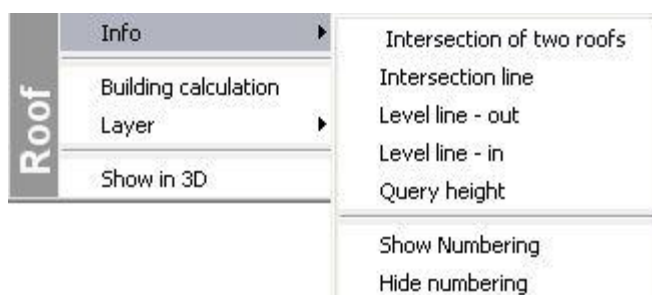 Roof
Info
Building calculation
Layer
Show in 3D
Intersection of two roofs
Intersection line
Level line - out
Level line - in
Query height
Show Numbering
Hide numbering